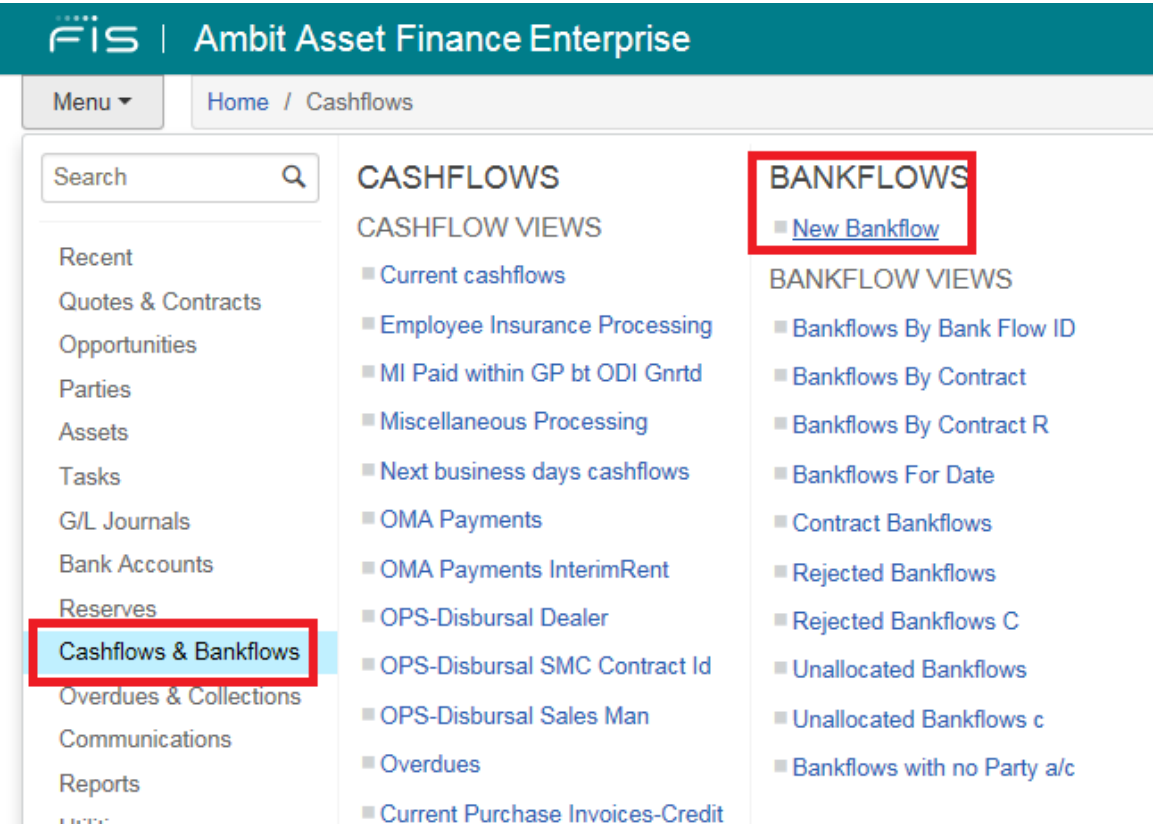 FIS | Ambit Asset Finance Enterprise
Menu
Home / Cashflows
Search
Recent
Quotes & Contracts
Opportunities
Parties
Assets
Tasks
G/L Journals
Bank Accounts
Reserves
Cashflows & Bankflows
Overdues & Collections
Communications
Reports
CASHFLOWS
CASHFLOW VIEWS
Current cashflows
Employee Insurance Processing
MI Paid within GP bt ODI Gnrtd
Miscellaneous Processing
Next business days cashflows
OMA Payments
OMA Payments InterimRent
OPS-Disbursal Dealer
OPS-Disbursal SMC Contract Id
OPS-Disbursal Sales Man
Overdues
Current Purchase Invoices-Credit
BANKFLOWS
New Bankflow
BANKFLOW VIEWS
Bankflows By Bank Flow ID
Bankflows By Contract
Bankflows By Contract R
Bankflows For Date
Contract Bankflows
Rejected Bankflows
Rejected Bankflows C
Unallocated Bankflows
Unallocated Bankflows c
Bankflows with no Party a/c